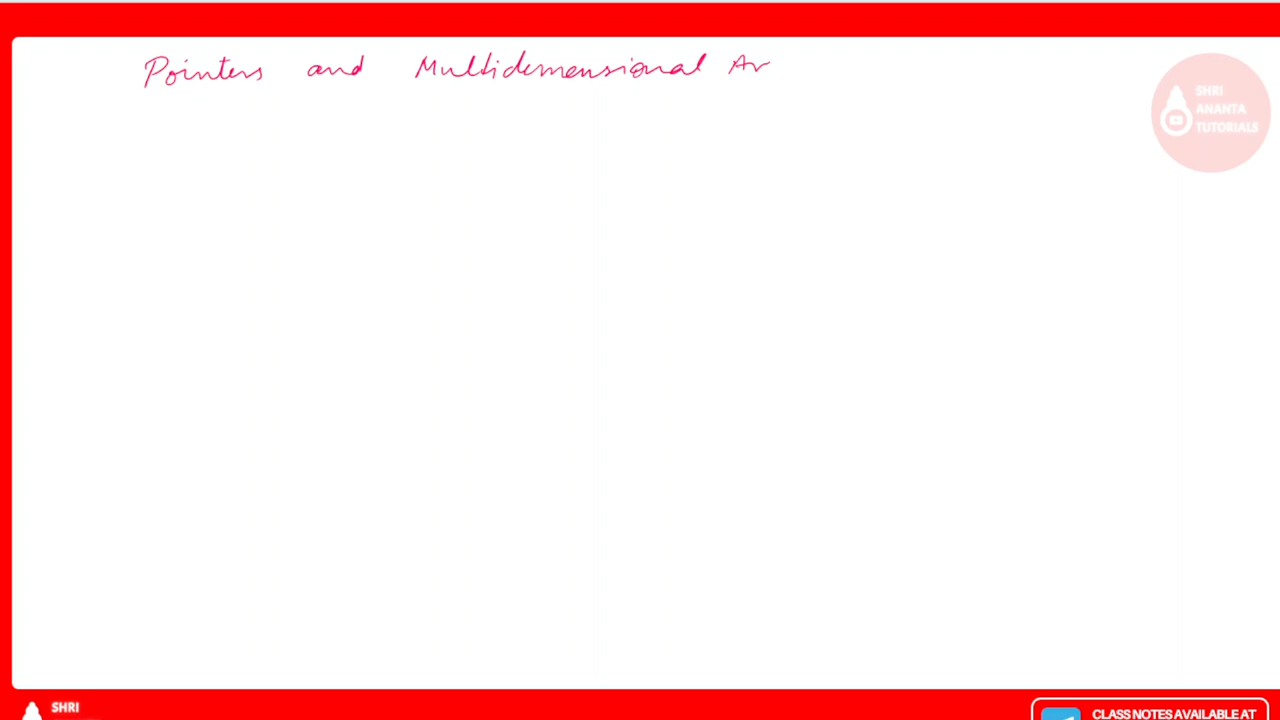 Pointers and Multidimensional Ar
SHRI
ANANTA
TUTORIALS
SHRI
CLASS NOTES AVAILABLE AT